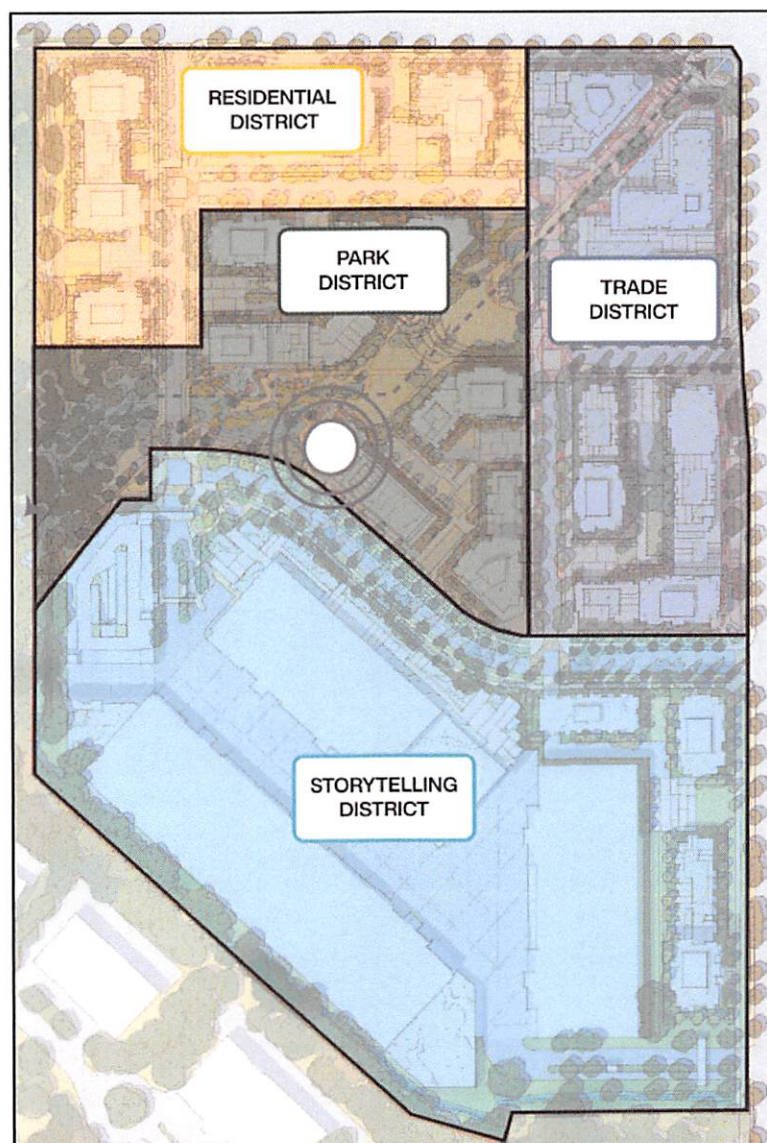 RESIDENTIAL
DISTRICT
PARK
DISTRICT
TRADE
DISTRICT
STORYTELLING
DISTRICT